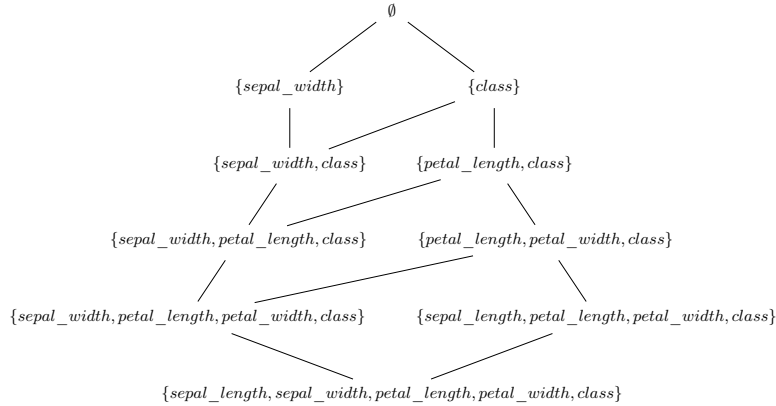 ∅
{sepal_width} {class}
{sepal_width, class} {petal_length, class}
{sepal_width, petal_length, class} {petal_length, petal_width, class}
{sepal_width, petal_length, petal_width, class} {sepal_length, petal_length, petal_width, class}
{sepal_length, sepal_width, petal_length, petal_width, class}